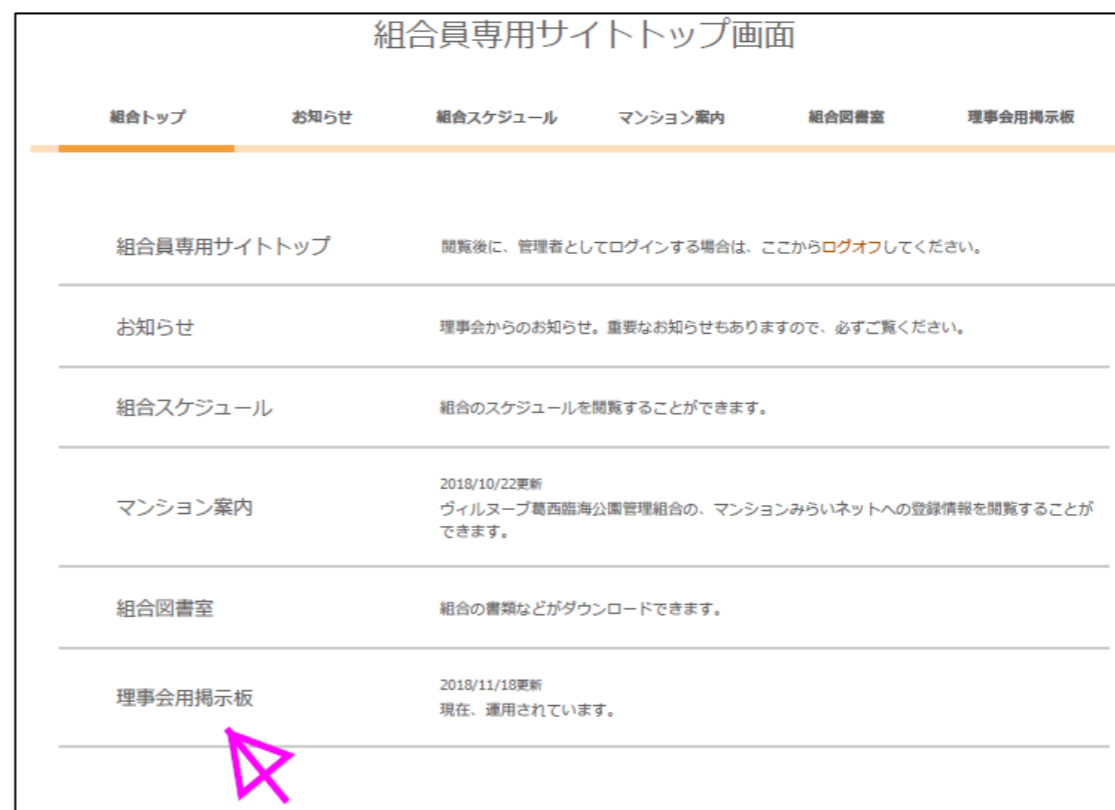 組合員専用サイトトップ画面
組合トップ お知らせ 組合スケジュール マンション案内 組合図書室 理事会用掲示板
組合員専用サイトトップ 閲覧後に、管理者としてログインする場合は、ここからログオフしてください。
お知らせ 理事会からのお知らせ。重要なお知らせもありますので、必ずご覧ください。
組合スケジュール 組合のスケジュールを閲覧することができます。
2018/10/22更新
マンション案内 ヴィルヌーブ葛西臨海公園管理組合の、マンションみらいネットへの登録情報を閲覧することが
できます。
組合図書室 組合の書類などがダウンロードできます。
2018/11/18更新
理事会用掲示板 現在、運用されています。